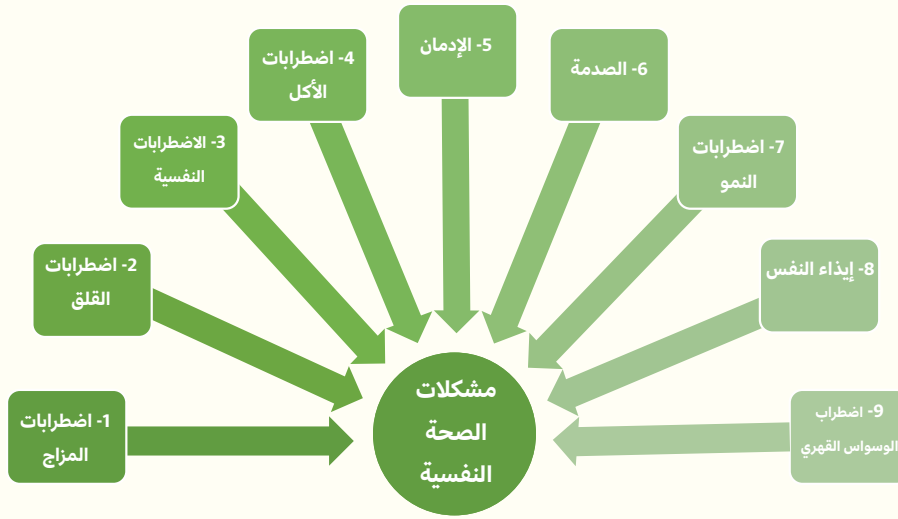 1- اضطرابات
المزاج
2- اضطرابات
القلق
3- الاضطرابات
النفسية
4- اضطرابات
الأكل
5- الإدمان
6- الصدمة
7- اضطرابات
النمو
8- إيذاء النفس
9- اضطراب
الوسواس القهري
مشكلات
الصحة
النفسية